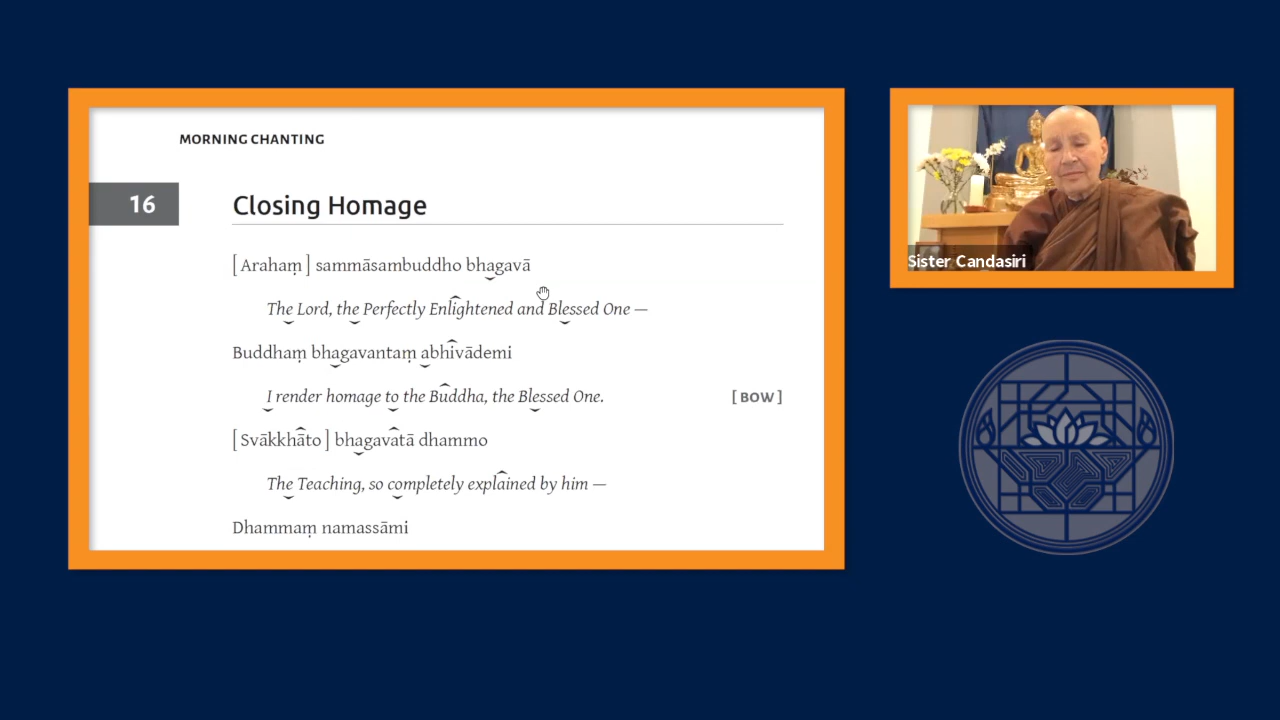 MORNING CHANTING
16
Closing Homage
[ Arahaṃ ] sammāsambuddho bhagavā
The Lord, the Perfectly Enlightened and Blessed One —
Buddhaṃ bhagavantaṃ abhivādemi
I render homage to the Buddha, the Blessed One.
[ BOW ]
[ Svākkhāto ] bhagavatā dhammo
The Teaching, so completely explained by him —
Dhammaṃ namassāmi
Sister Candasiri